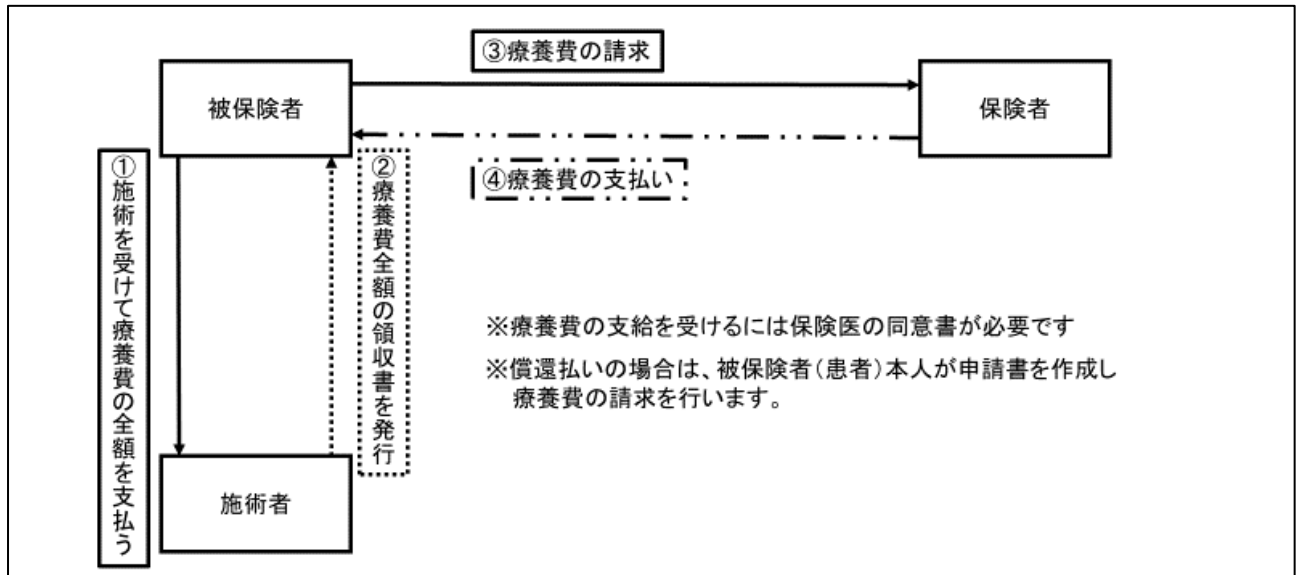 ③療養費の請求
被保険者
保険者
①施術を受けて療養費の全額を支払う
②療養費全額の領収書を発行
④療養費の支払い
※療養費の支給を受けるには保険医の同意書が必要です
※償還払いの場合は、被保険者(患者)本人が申請書を作成し
療養費の請求を行います。
施術者